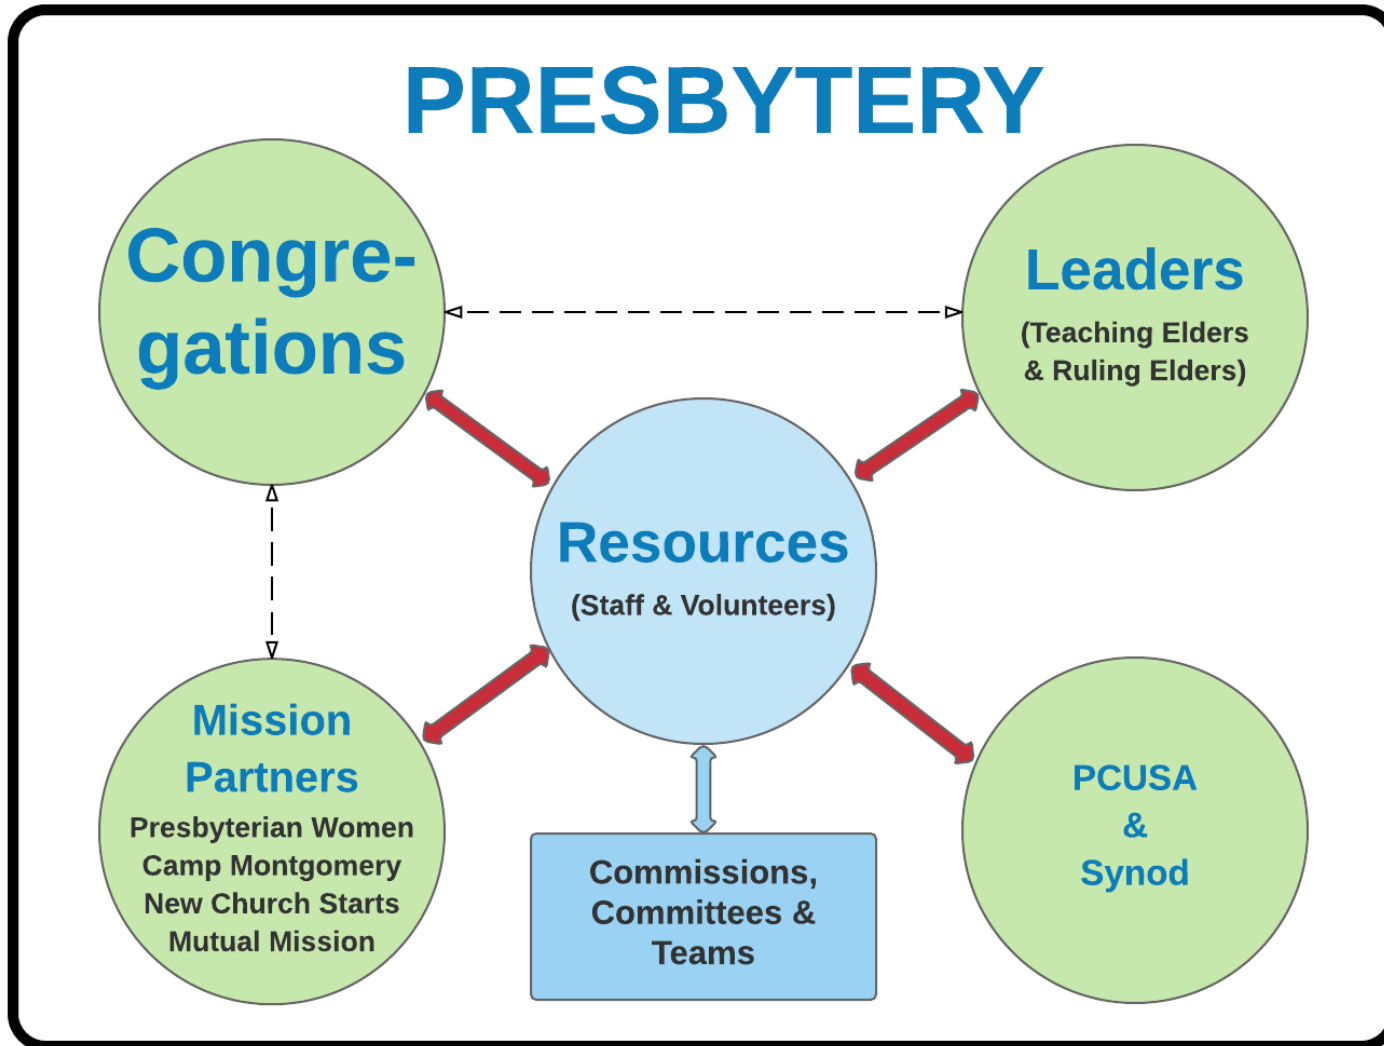 PRESBYTERY
Congre-
gations
Leaders
(Teaching Elders
& Ruling Elders)
Resources
(Staff & Volunteers)
Mission
Partners
Presbyterian Women
Camp Montgomery
New Church Starts
Mutual Mission
Commissions,
Committees &
Teams
PCUSA
&
Synod